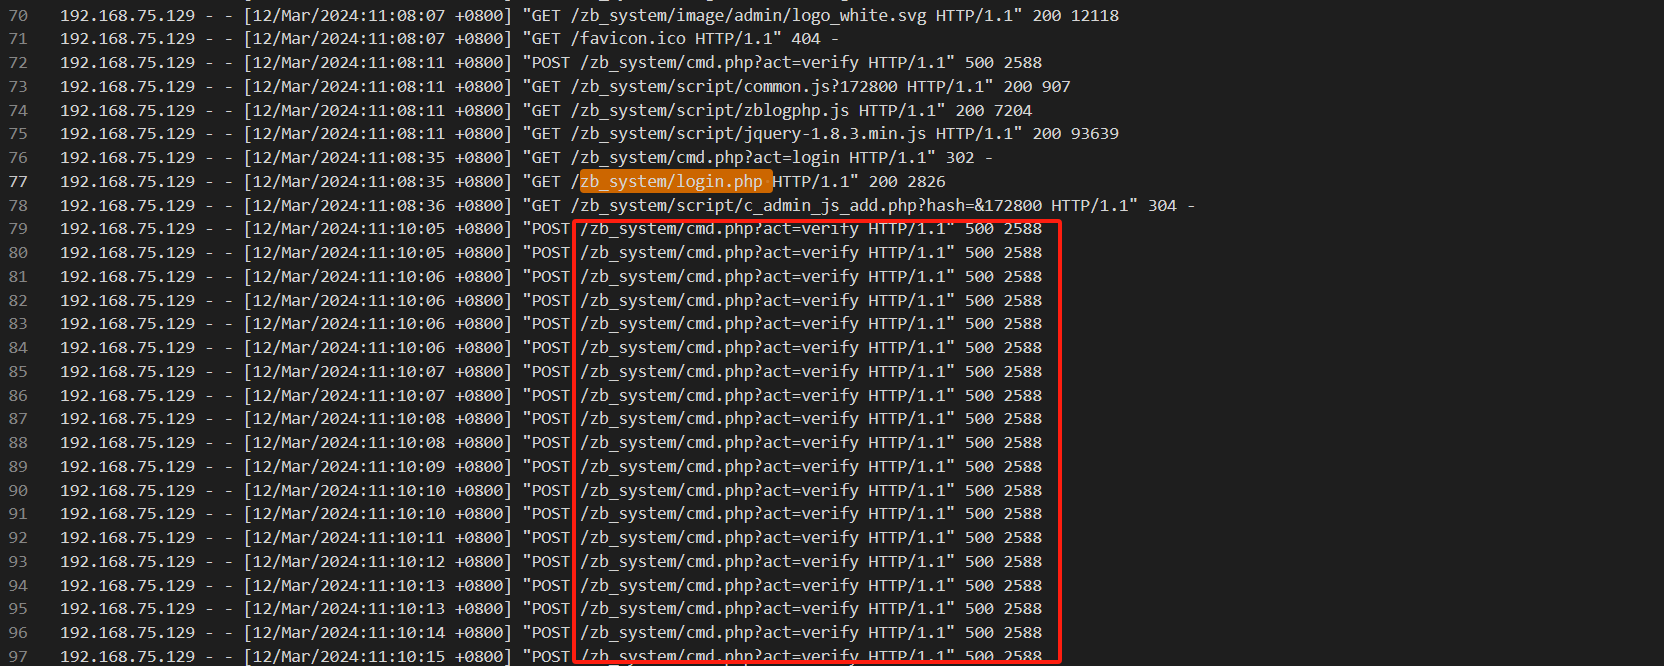 70 192.168.75.129 - - [12/Mar/2024:11:08:07 +0800] "GET /zb_system/image/admin/logo_white.svg HTTP/1.1" 200 12118
71 192.168.75.129 - - [12/Mar/2024:11:08:07 +0800] "GET /favicon.ico HTTP/1.1" 404 -
72 192.168.75.129 - - [12/Mar/2024:11:08:11 +0800] "POST /zb_system/cmd.php?act=verify HTTP/1.1" 500 2588
73 192.168.75.129 - - [12/Mar/2024:11:08:11 +0800] "GET /zb_system/script/common.js?172800 HTTP/1.1" 200 907
74 192.168.75.129 - - [12/Mar/2024:11:08:11 +0800] "GET /zb_system/script/zblogphp.js HTTP/1.1" 200 7204
75 192.168.75.129 - - [12/Mar/2024:11:08:11 +0800] "GET /zb_system/script/jquery-1.8.3.min.js HTTP/1.1" 200 93639
76 192.168.75.129 - - [12/Mar/2024:11:08:35 +0800] "GET /zb_system/cmd.php?act=login HTTP/1.1" 302 -
77 192.168.75.129 - - [12/Mar/2024:11:08:35 +0800] "GET /zb_system/login.php HTTP/1.1" 200 2826
78 192.168.75.129 - - [12/Mar/2024:11:08:36 +0800] "GET /zb_system/script/c_admin_js_add.php?hash=&172800 HTTP/1.1" 304 -
79 192.168.75.129 - - [12/Mar/2024:11:10:05 +0800] "POST /zb_system/cmd.php?act=verify HTTP/1.1" 500 2588
80 192.168.75.129 - - [12/Mar/2024:11:10:05 +0800] "POST /zb_system/cmd.php?act=verify HTTP/1.1" 500 2588
81 192.168.75.129 - - [12/Mar/2024:11:10:06 +0800] "POST /zb_system/cmd.php?act=verify HTTP/1.1" 500 2588
82 192.168.75.129 - - [12/Mar/2024:11:10:06 +0800] "POST /zb_system/cmd.php?act=verify HTTP/1.1" 500 2588
83 192.168.75.129 - - [12/Mar/2024:11:10:06 +0800] "POST /zb_system/cmd.php?act=verify HTTP/1.1" 500 2588
84 192.168.75.129 - - [12/Mar/2024:11:10:06 +0800] "POST /zb_system/cmd.php?act=verify HTTP/1.1" 500 2588
85 192.168.75.129 - - [12/Mar/2024:11:10:07 +0800] "POST /zb_system/cmd.php?act=verify HTTP/1.1" 500 2588
86 192.168.75.129 - - [12/Mar/2024:11:10:07 +0800] "POST /zb_system/cmd.php?act=verify HTTP/1.1" 500 2588
87 192.168.75.129 - - [12/Mar/2024:11:10:08 +0800] "POST /zb_system/cmd.php?act=verify HTTP/1.1" 500 2588
88 192.168.75.129 - - [12/Mar/2024:11:10:08 +0800] "POST /zb_system/cmd.php?act=verify HTTP/1.1" 500 2588
89 192.168.75.129 - - [12/Mar/2024:11:10:09 +0800] "POST /zb_system/cmd.php?act=verify HTTP/1.1" 500 2588
90 192.168.75.129 - - [12/Mar/2024:11:10:10 +0800] "POST /zb_system/cmd.php?act=verify HTTP/1.1" 500 2588
91 192.168.75.129 - - [12/Mar/2024:11:10:10 +0800] "POST /zb_system/cmd.php?act=verify HTTP/1.1" 500 2588
92 192.168.75.129 - - [12/Mar/2024:11:10:11 +0800] "POST /zb_system/cmd.php?act=verify HTTP/1.1" 500 2588
93 192.168.75.129 - - [12/Mar/2024:11:10:12 +0800] "POST /zb_system/cmd.php?act=verify HTTP/1.1" 500 2588
94 192.168.75.129 - - [12/Mar/2024:11:10:13 +0800] "POST /zb_system/cmd.php?act=verify HTTP/1.1" 500 2588
95 192.168.75.129 - - [12/Mar/2024:11:10:13 +0800] "POST /zb_system/cmd.php?act=verify HTTP/1.1" 500 2588
96 192.168.75.129 - - [12/Mar/2024:11:10:14 +0800] "POST /zb_system/cmd.php?act=verify HTTP/1.1" 500 2588
97 192.168.75.129 - - [12/Mar/2024:11:10:15 +0800] "POST /zb_system/cmd.php?act=verify HTTP/1.1" 500 2588